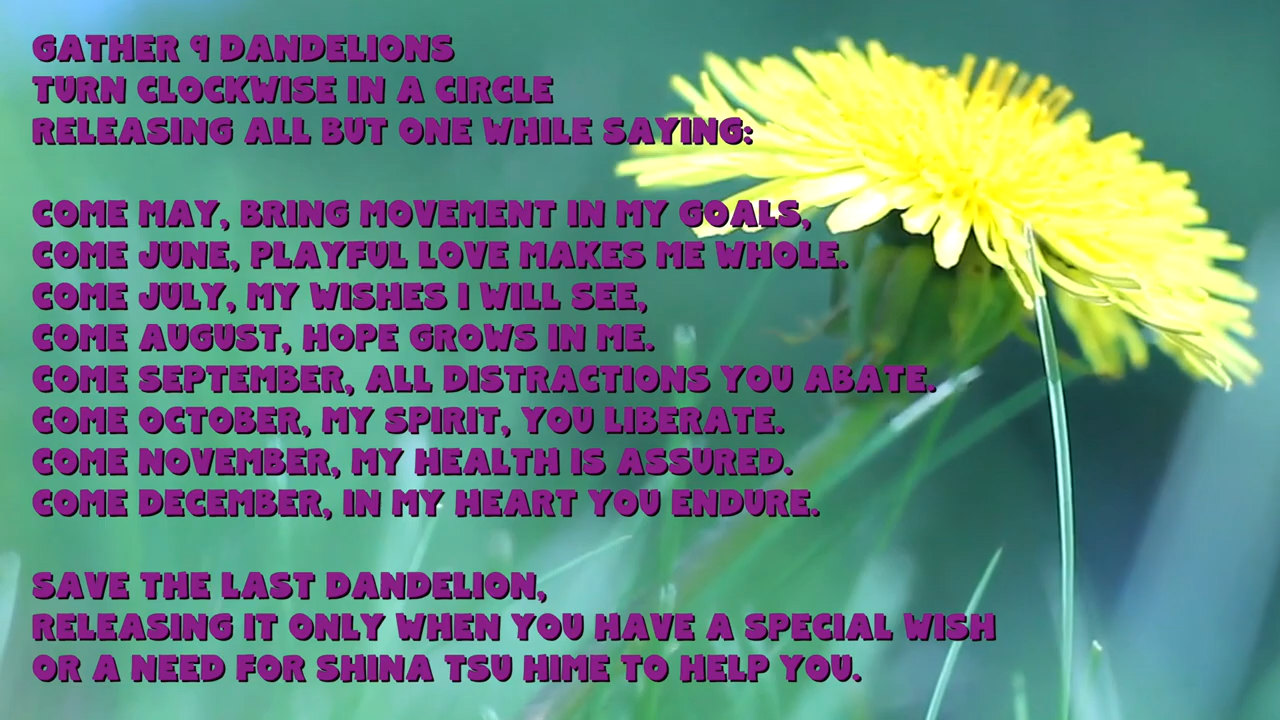 GATHER 9 DANDELIONS
TURN CLOCKWISE IN A CIRCLE
RELEASING ALL BUT ONE WHILE SAYING:
COME MAY, BRING MOVEMENT IN MY GOALS,
COME JUNE, PLAYFUL LOVE MAKES ME WHOLE.
COME JULY, MY WISHES I WILL SEE,
COME AUGUST, HOPE GROWS IN ME.
COME SEPTEMBER, ALL DISTRACTIONS YOU ABATE.
COME OCTOBER, MY SPIRIT, YOU LIBERATE.
COME NOVEMBER, MY HEALTH IS ASSURED.
COME DECEMBER, IN MY HEART YOU ENDURE.
SAVE THE LAST DANDELION,
RELEASING IT ONLY WHEN YOU HAVE A SPECIAL WISH
OR A NEED FOR SHINA TSU HIME TO HELP YOU.